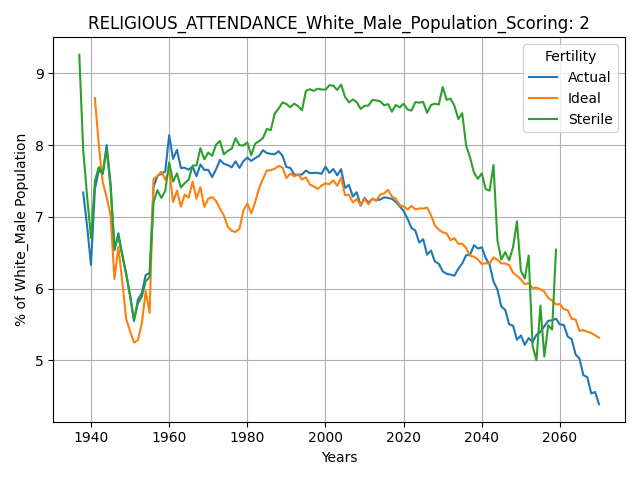 RELIGIOUS_ATTENDANCE_White_Male_Population_Scoring: 2
% of White_Male Population
9
8
7
6
5
Fertility
Actual
Ideal
Sterile
1940 1960 1980 2000 2020 2040 2060
Years